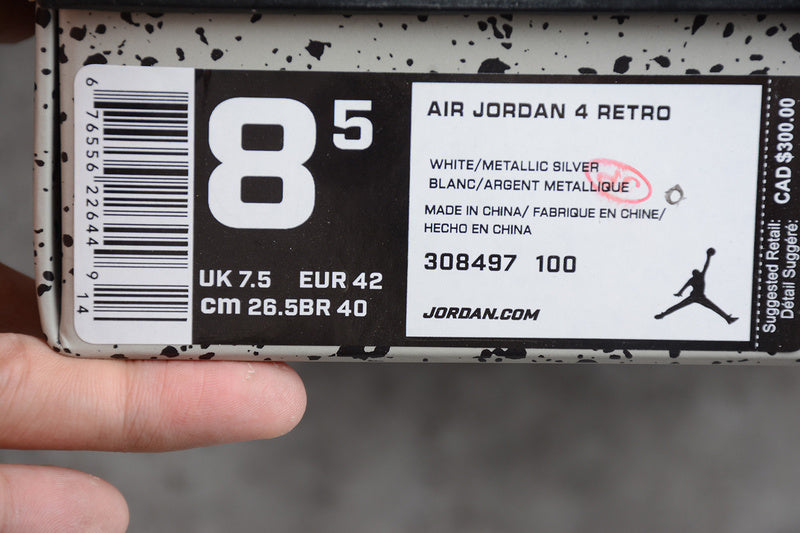 6 76556 22644 9 14
8 5
UK 7.5 EUR 42
cm 26.5 BR 40
AIR JORDAN 4 RETRO
WHITE/METALLIC SILVER
BLANC/ARGENT METALLIQUE
MADE IN CHINA/ FABRIQUE EN CHINE/
HECHO EN CHINA
308497 100
JORDAN.COM
Suggested Retail: CAD $300.00
Détail Suggéré: